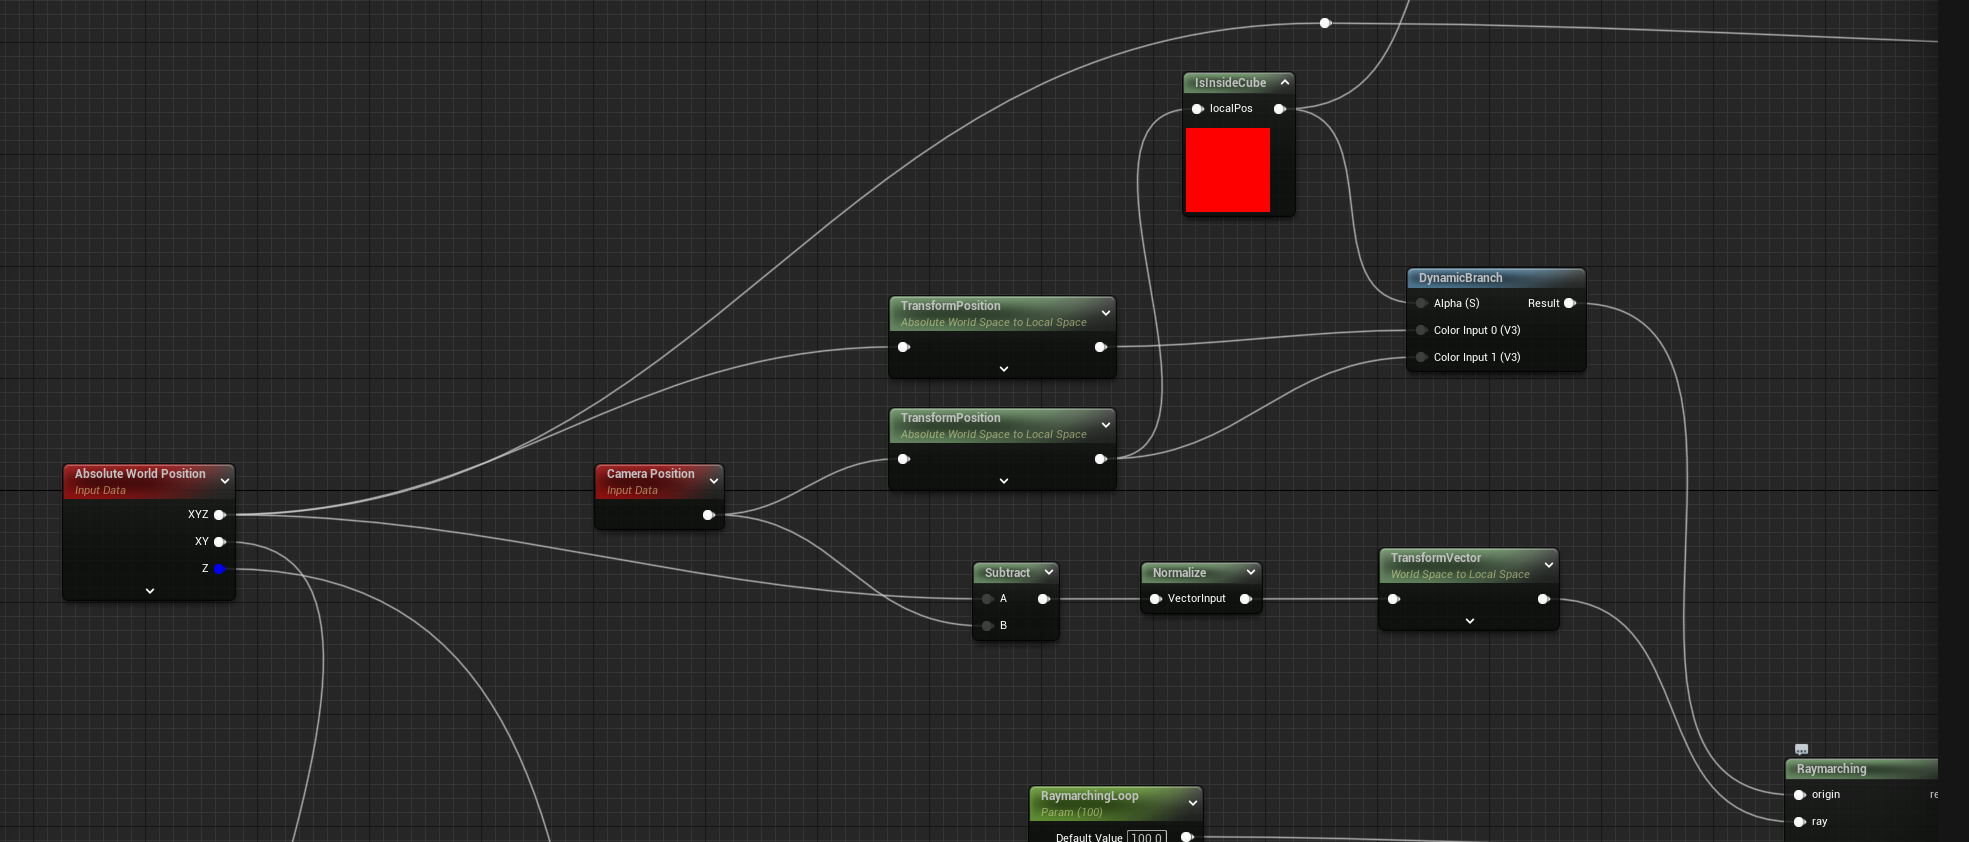 IsInsideCube
localPos
DynamicBranch
Alpha (S) Result
Color Input 0 (V3)
Color Input 1 (V3)
TransformPosition
Absolute World Space to Local Space
TransformPosition
Absolute World Space to Local Space
Absolute World Position
Input Data
XYZ
XY
Z
Camera Position
Input Data
Subtract
A
B
Normalize
VectorInput
TransformVector
World Space to Local Space
Raymarching
origin re
ray
RaymarchingLoop
Param (100)
Default Value 100.0